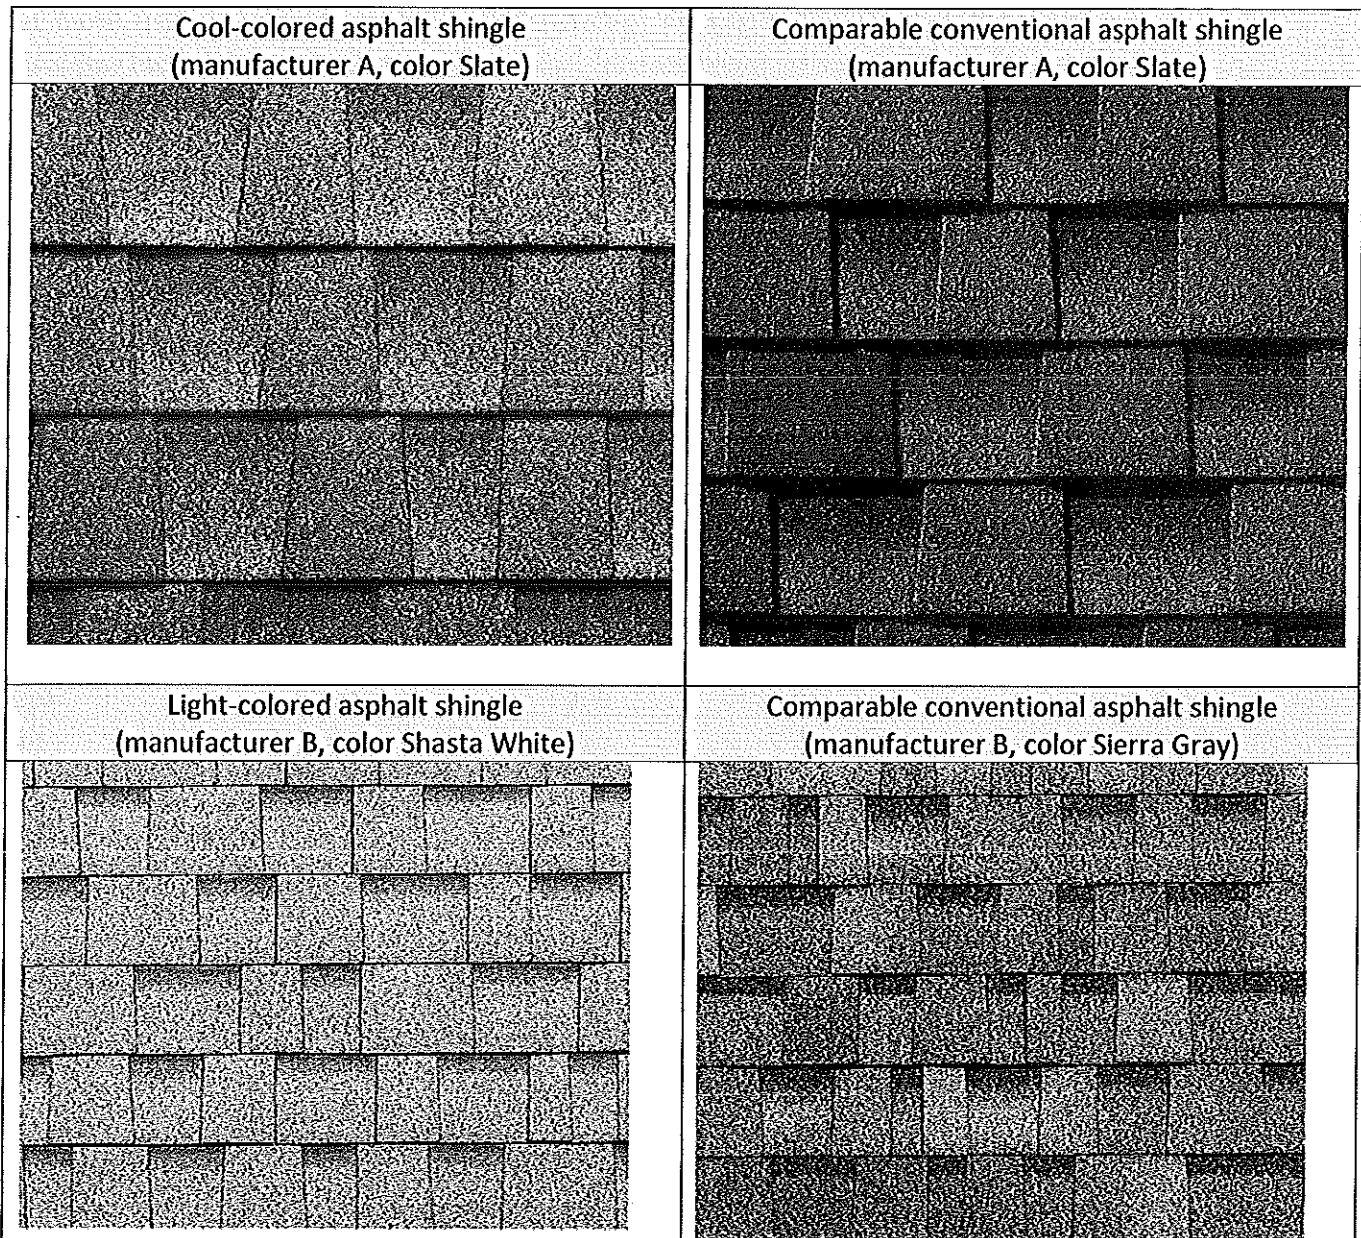 Cool-colored asphalt shingle
(manufacturer A, color Slate)
Comparable conventional asphalt shingle
(manufacturer A, color Slate)
Light-colored asphalt shingle
(manufacturer B, color Shasta White)
Comparable conventional asphalt shingle
(manufacturer B, color Sierra Gray)